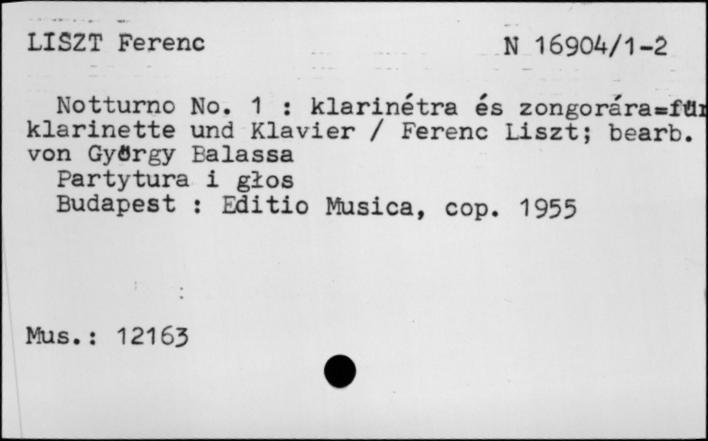 LISZT Ferenc
N 16904/1-2
Notturno No. 1 : klarinétra és zongorára=für
klarinette und Klavier / Ferenc Liszt; bearb.
von György Balassa
Partytura i głos
Budapest : Editio Musica, cop. 1955
Mus.: 12163